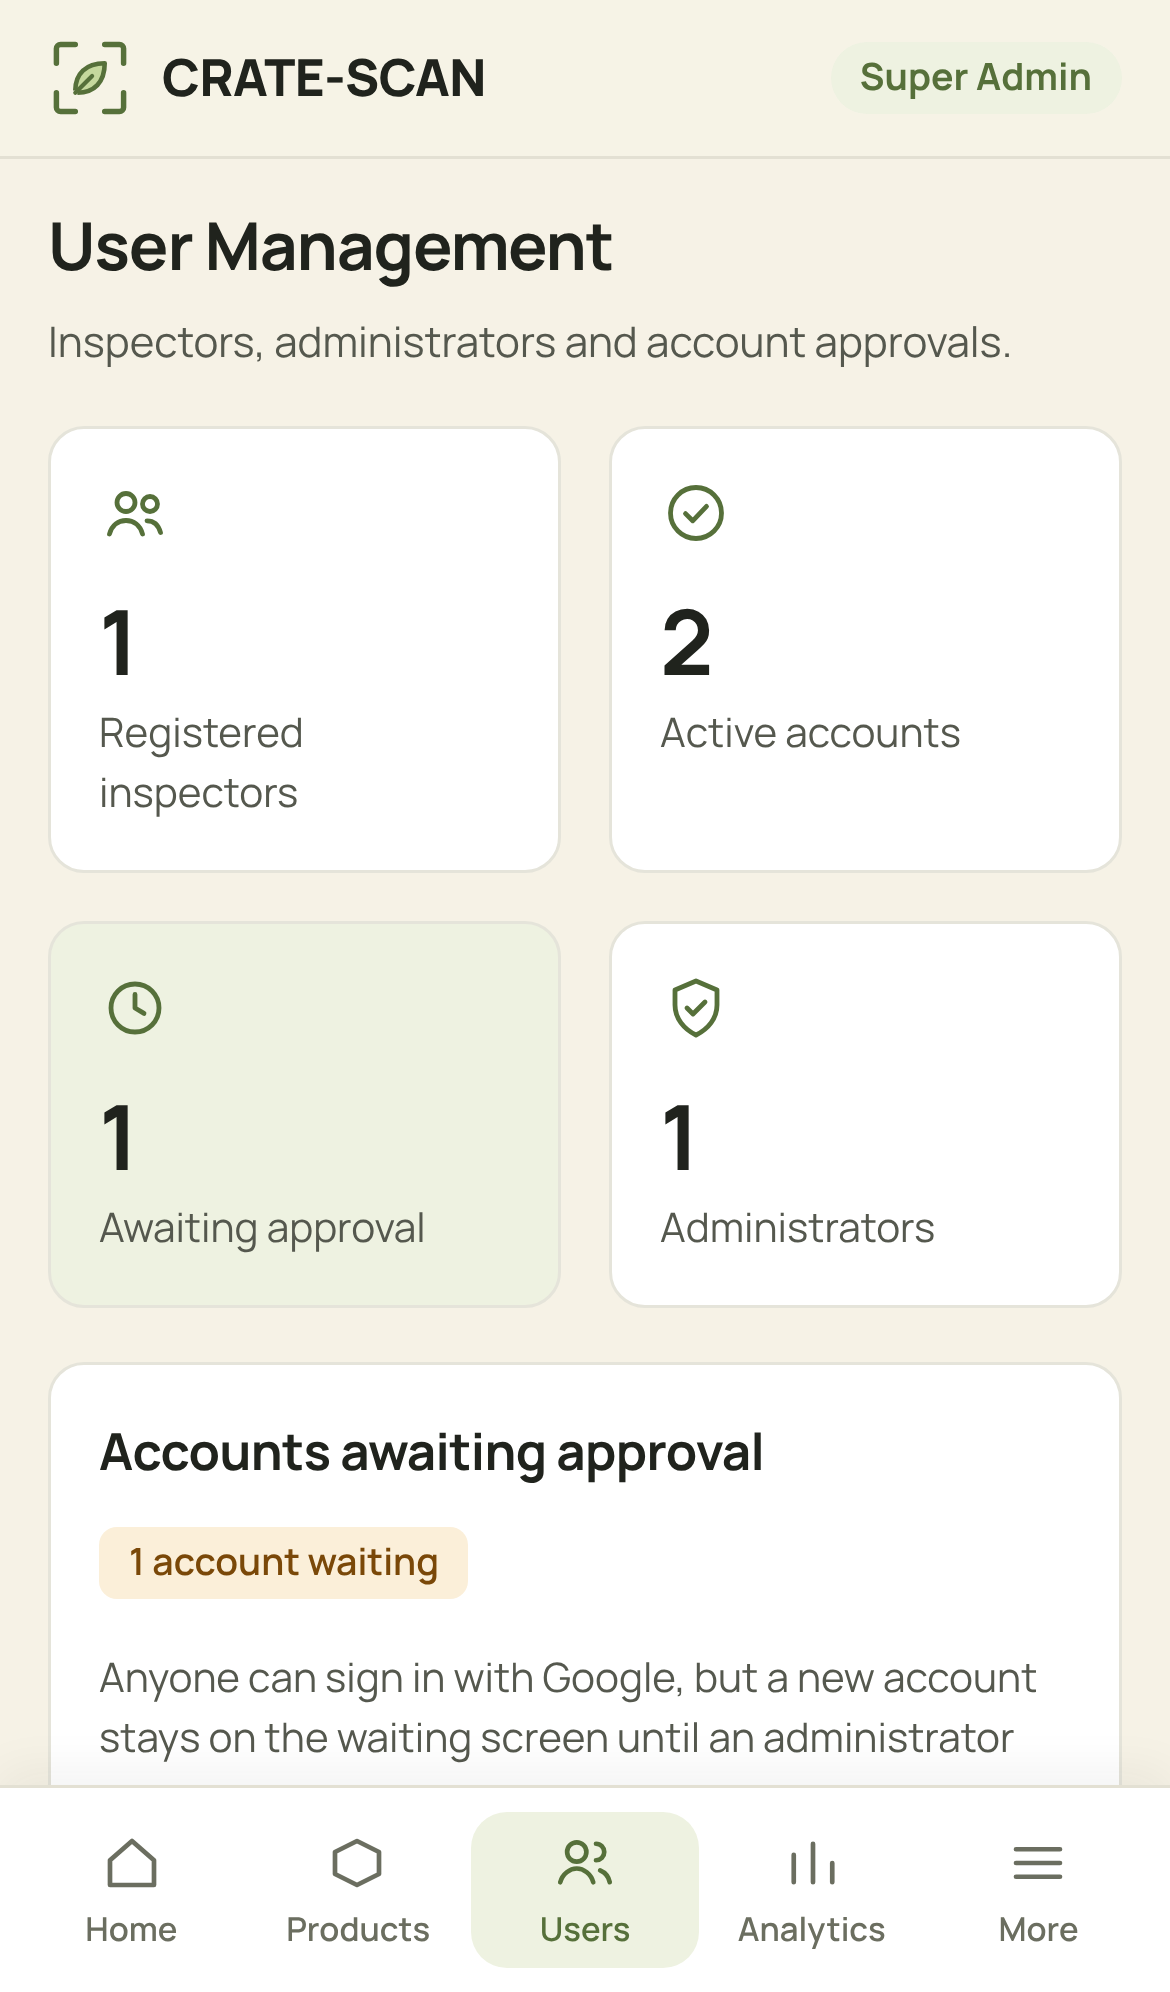 CRATE-SCAN
Super Admin
User Management
Inspectors, administrators and account approvals.
1
Registered
inspectors
2
Active accounts
1
Awaiting approval
1
Administrators
Accounts awaiting approval
1 account waiting
Anyone can sign in with Google, but a new account
stays on the waiting screen until an administrator
Home
Products
Users
Analytics
More